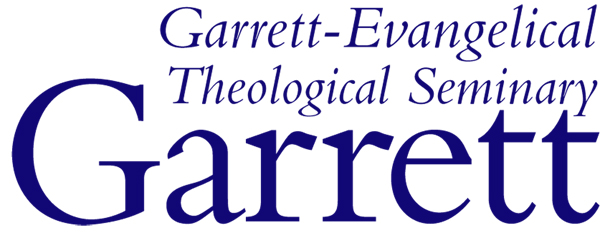 Garrett-Evangelical
Theological Seminary
Garrett